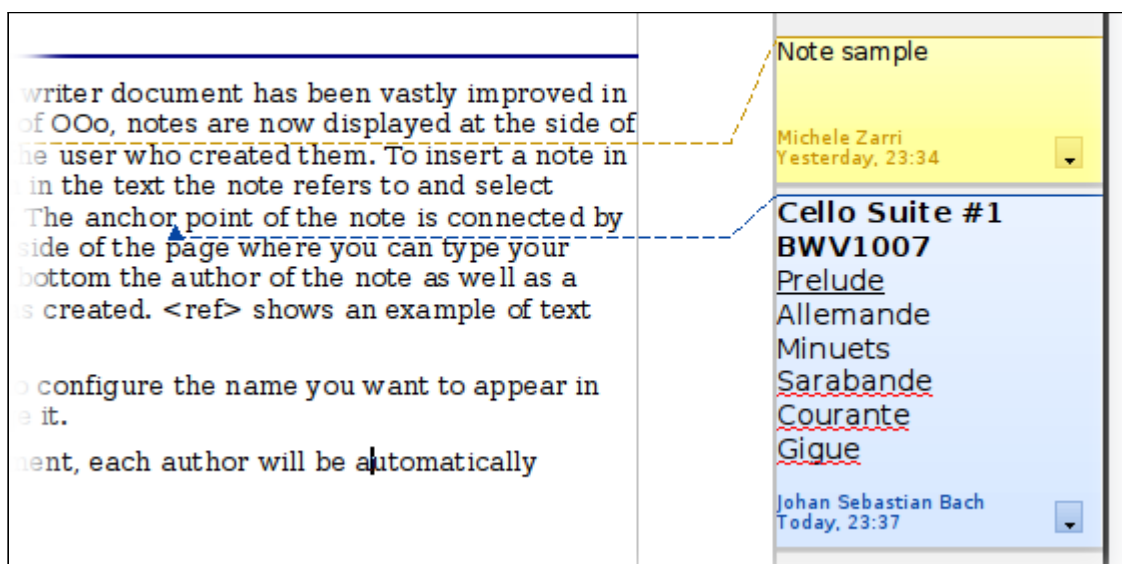 writer document has been vastly improved in
of OOo, notes are now displayed at the side of
he user who created them. To insert a note in
in the text the note refers to and select
The anchor point of the note is connected by
side of the page where you can type your
bottom the author of the note as well as a
s created. <ref> shows an example of text
o configure the name you want to appear in
e it.
ment, each author will be automatically
Note sample
Michele Zarri
Yesterday, 23:34
Cello Suite #1
BWV1007
Prelude
Allemande
Minuets
Sarabande
Courante
Gigue
Johan Sebastian Bach
Today, 23:37